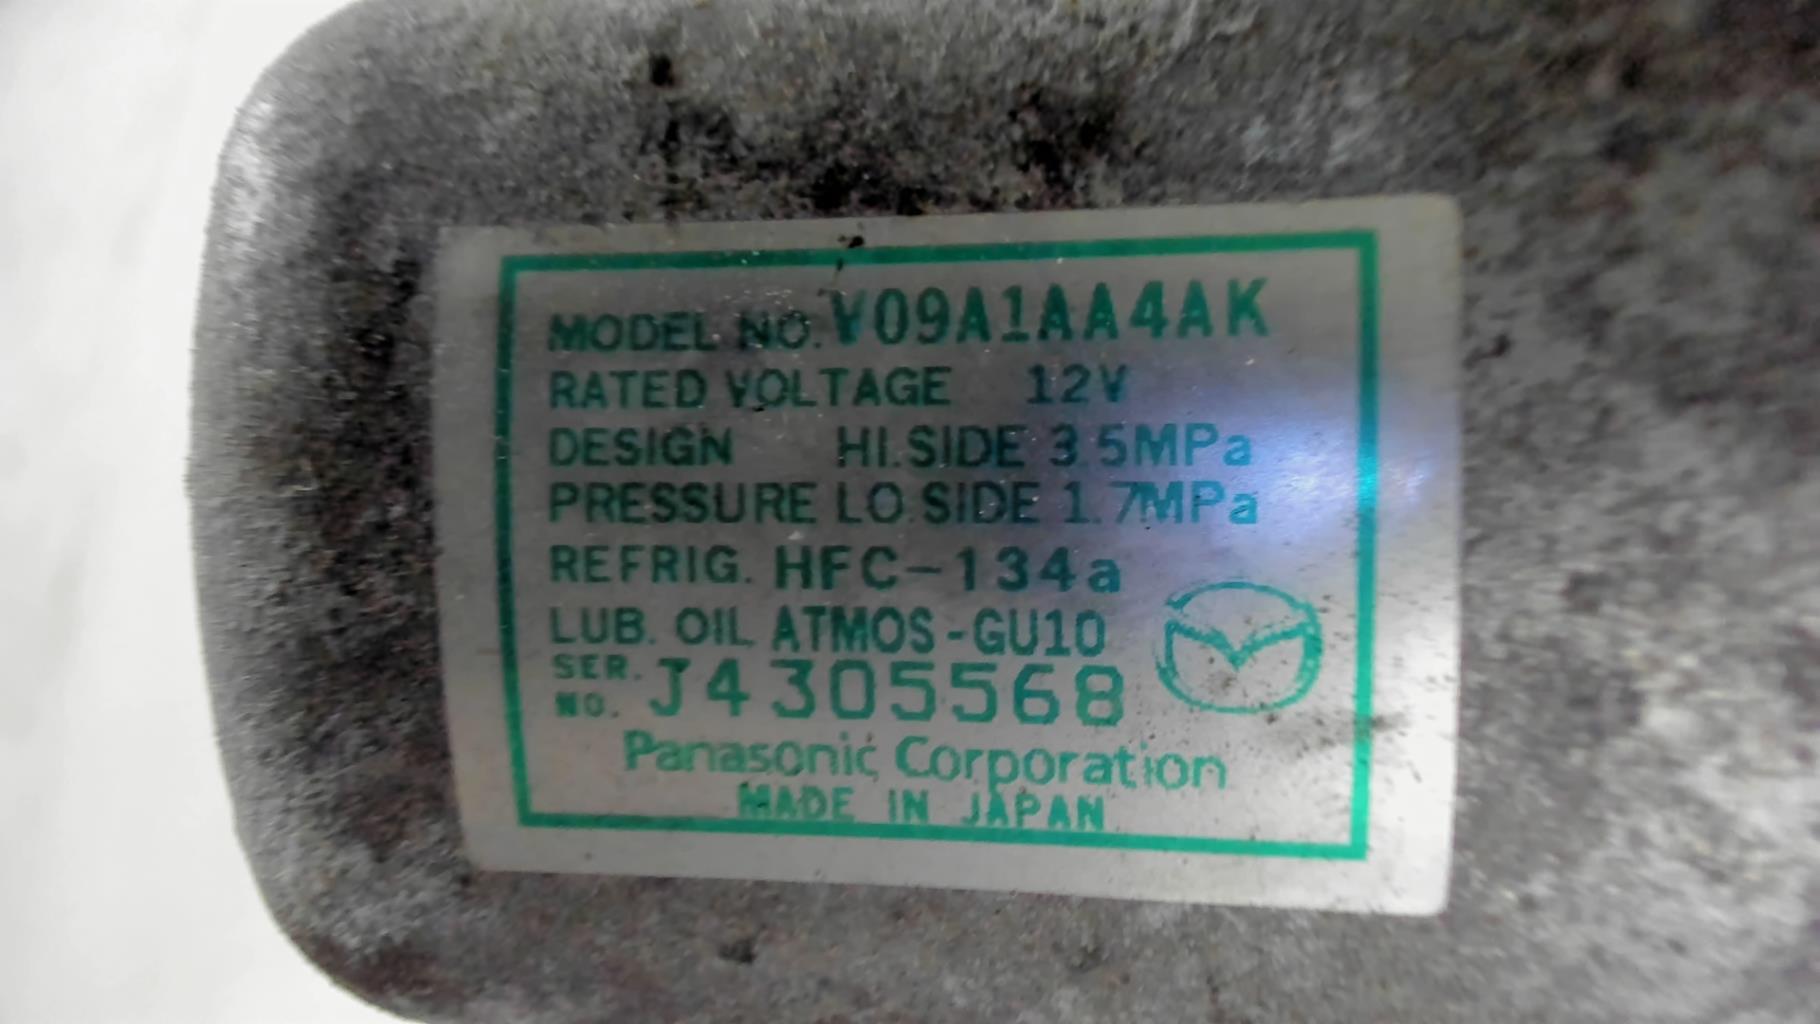 MODEL NO. V09A1AA4AK
RATED VOLTAGE 12V
DESIGN HI.SIDE 3.5MPa
PRESSURE LO.SIDE 1.7MPa
REFRIG. HFC-134a
LUB. OIL ATMOS-GU10
SER. NO. J4305568
Panasonic Corporation
MADE IN JAPAN